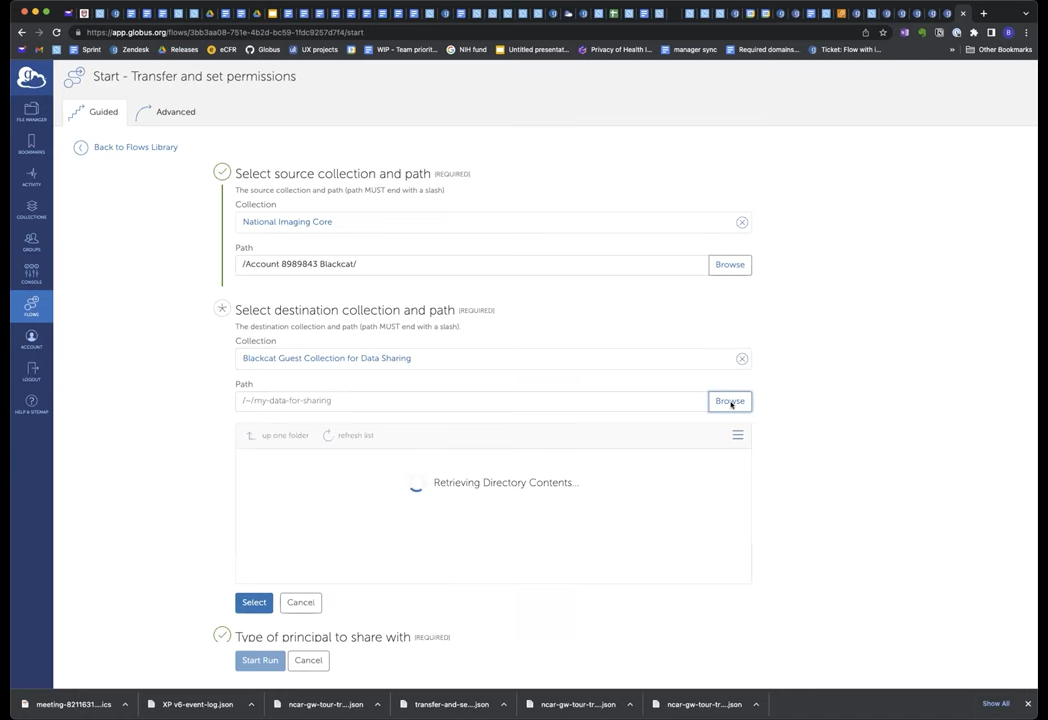 https://app.globus.org/flows/3bb3aa08-751e-4b2d-bc59-1fdc9257d7f4/start
Sprint Zendesk Releases eCFR Globus UX projects WIP - Team priorit... NIH fund Untitled presentat... Privacy of Health I... manager sync Required domains... Ticket: Flow with i... » Other Bookmarks
Start - Transfer and set permissions
Guided Advanced
Back to Flows Library
FILE MANAGER
BOOKMARKS
ACTIVITY
COLLECTIONS
GROUPS
CONSOLE
FLOWS
ACCOUNT
LOGOUT
HELP & SITEMAP
Select source collection and path [REQUIRED]
The source collection and path (path MUST end with a slash)
Collection
National Imaging Core
Path
/Account 8989843 Blackcat/ Browse
Select destination collection and path [REQUIRED]
The destination collection and path (path MUST end with a slash).
Collection
Blackcat Guest Collection for Data Sharing
Path
/~/my-data-for-sharing Browse
up one folder refresh list
Retrieving Directory Contents...
Select Cancel
Type of principal to share with [REQUIRED]
Start Run Cancel
meeting-8211631....ics XP v6-event-log.json ncar-gw-tour-tr....json transfer-and-se....json ncar-gw-tour-tr....json ncar-gw-tour-tr....json Show All